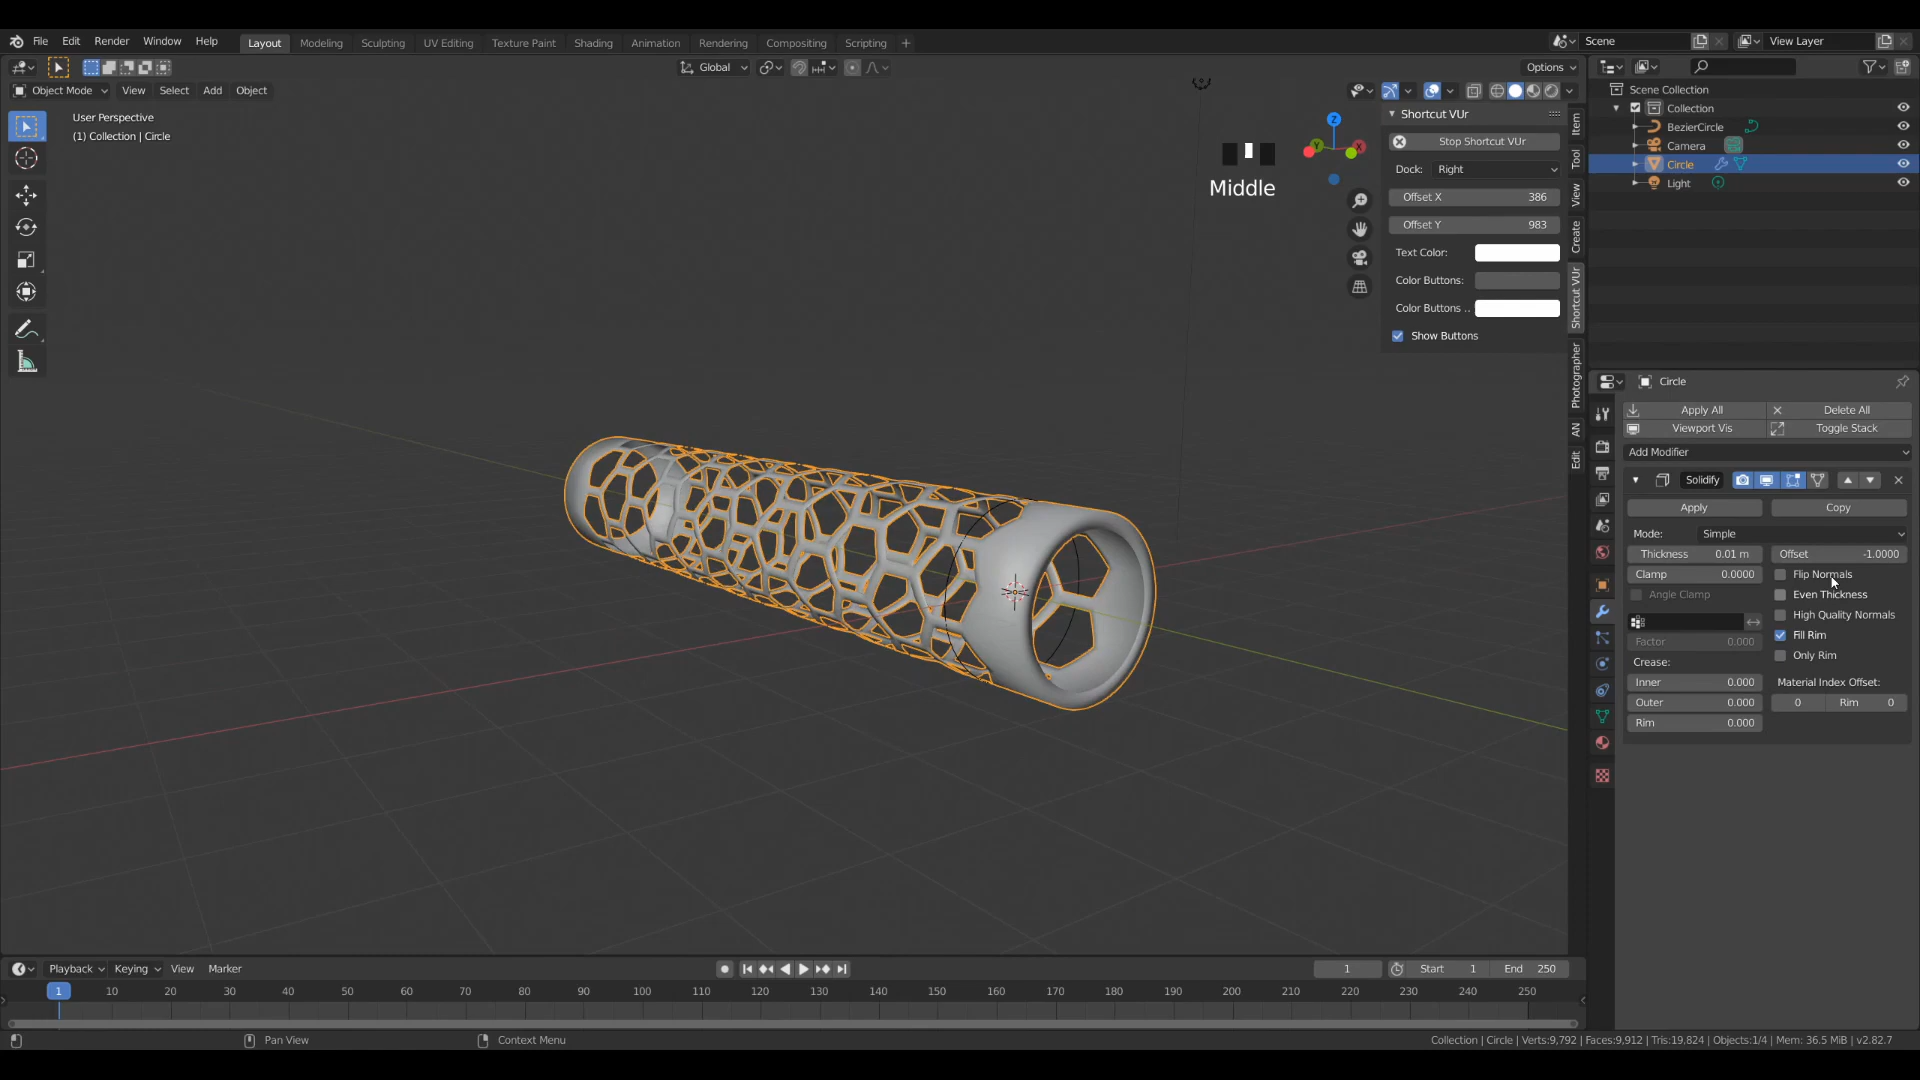 File Edit Render Window Help Layout Modeling Sculpting UV Editing Texture Paint Shading Animation Rendering Compositing Scripting +
Scene View Layer
Global Options
Object Mode View Select Add Object
User Perspective
(1) Collection | Circle
Middle
Z
Y X
Shortcut VUr
Stop Shortcut VUr
Dock: Right
Offset X 386
Offset Y 983
Text Color:
Color Buttons:
Color Buttons ..
Show Buttons
Item
Tool
View
Create
Shortcut VUr
Photographer
AN
Edit
Scene Collection
Collection
BezierCircle
Camera
Circle
Light
Circle
Apply All Delete All
Viewport Vis Toggle Stack
Add Modifier
Solidify
Apply Copy
Mode: Simple
Thickness 0.01 m Offset -1.0000
Clamp 0.0000 Flip Normals
Angle Clamp Even Thickness
High Quality Normals
Factor 0.000 Fill Rim
Crease: Only Rim
Inner 0.000 Material Index Offset:
Outer 0.000 0 Rim 0
Rim 0.000
Playback Keying View Marker 1 Start 1 End 250
1 10 20 30 40 50 60 70 80 90 100 110 120 130 140 150 160 170 180 190 200 210 220 230 240 250
Pan View Context Menu Collection | Circle | Verts:9,792 | Faces:9,912 | Tris:19,824 | Objects:1/4 | Mem: 36.5 MiB | v2.82.7